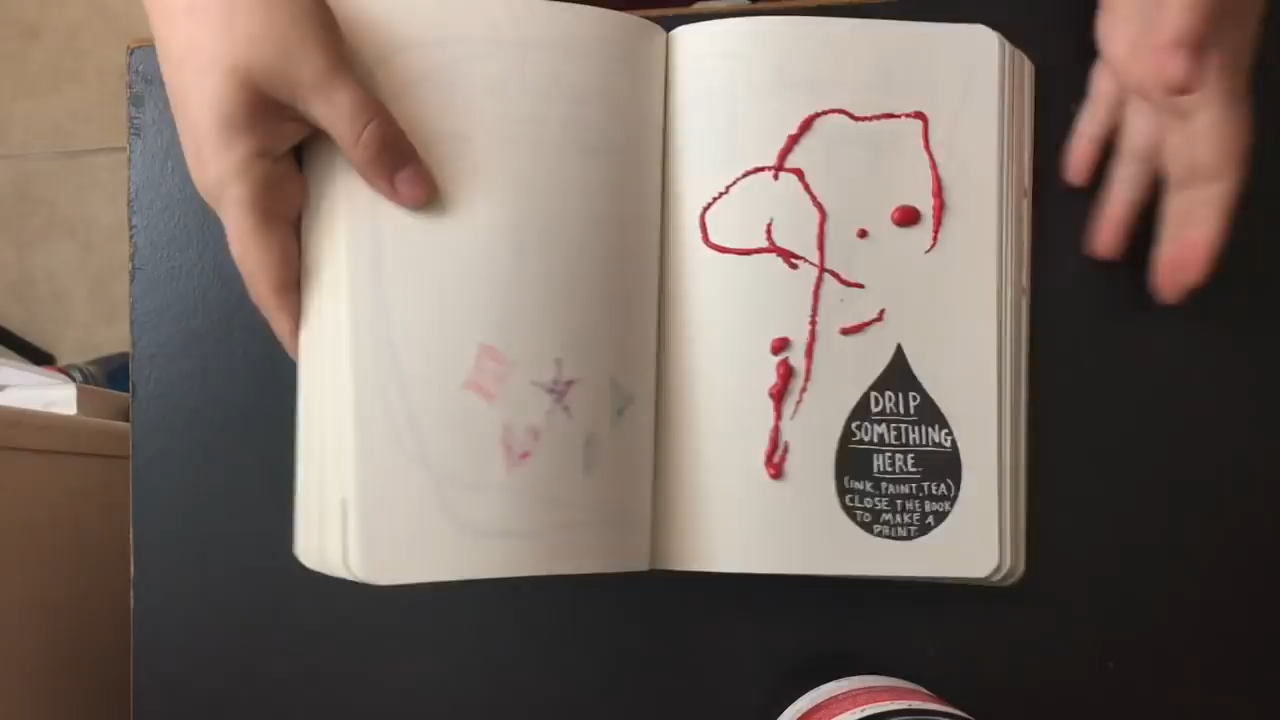 DRIP
SOMETHING
HERE.
(INK, PAINT, TEA)
CLOSE THE BOOK
TO MAKE A
PRINT.